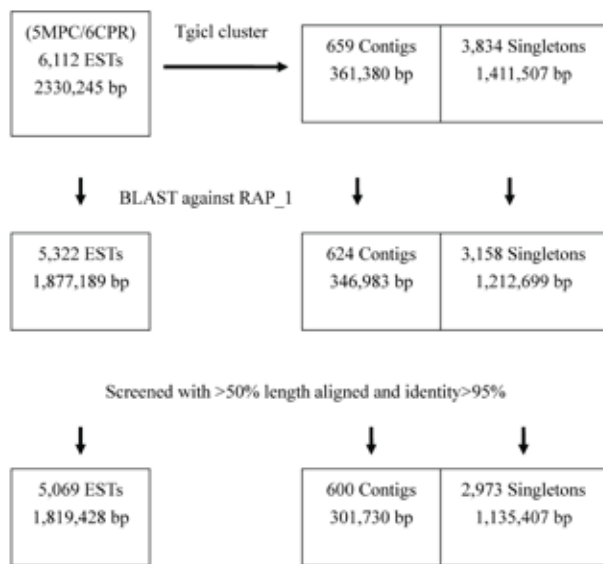 (5MPC/6CPR)
6,112 ESTs
2330,245 bp
Tgicl cluster
659 Contigs
361,380 bp
3,834 Singletons
1,411,507 bp
BLAST against RAP_1
5,322 ESTs
1,877,189 bp
624 Contigs
346,983 bp
3,158 Singletons
1,212,699 bp
Screened with >50% length aligned and identity>95%
5,069 ESTs
1,819,428 bp
600 Contigs
301,730 bp
2,973 Singletons
1,135,407 bp